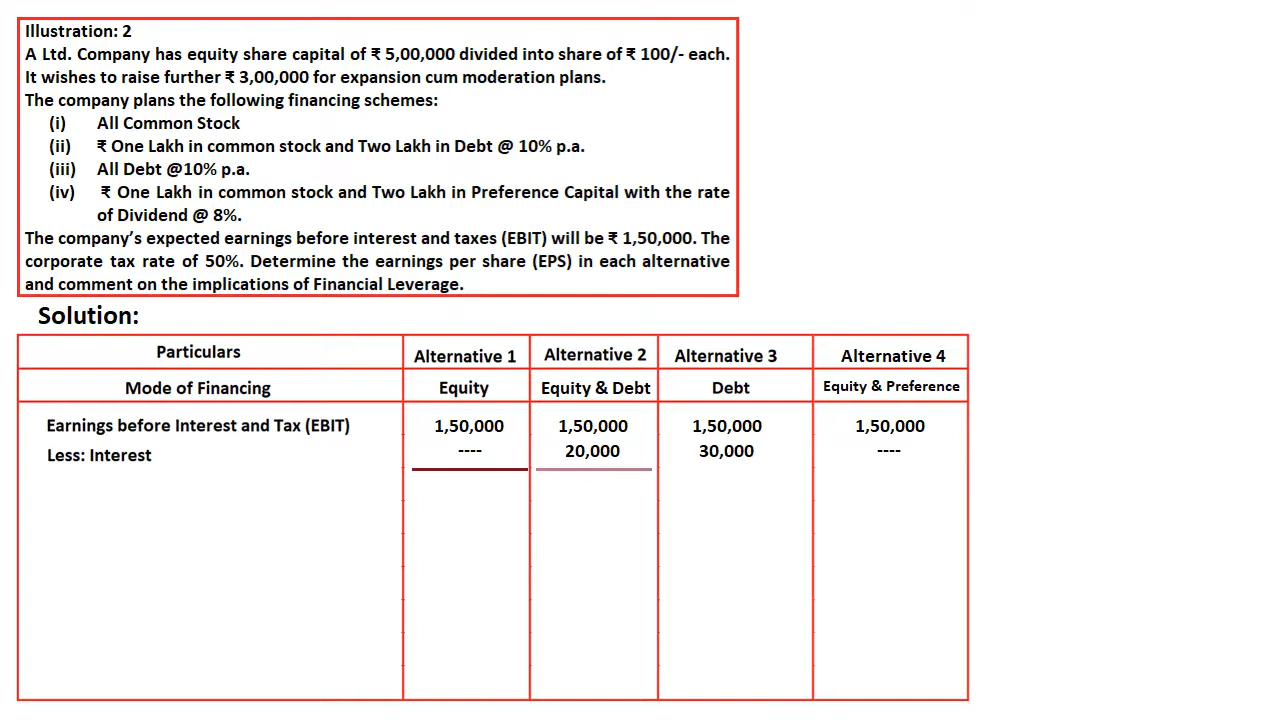 Illustration: 2
A Ltd. Company has equity share capital of ₹ 5,00,000 divided into share of ₹ 100/- each.
It wishes to raise further ₹ 3,00,000 for expansion cum moderation plans.
The company plans the following financing schemes:
(i) All Common Stock
(ii) ₹ One Lakh in common stock and Two Lakh in Debt @ 10% p.a.
(iii) All Debt @10% p.a.
(iv) ₹ One Lakh in common stock and Two Lakh in Preference Capital with the rate
of Dividend @ 8%.
The company’s expected earnings before interest and taxes (EBIT) will be ₹ 1,50,000. The
corporate tax rate of 50%. Determine the earnings per share (EPS) in each alternative
and comment on the implications of Financial Leverage.
Solution:
Particulars Alternative 1 Alternative 2 Alternative 3 Alternative 4
Mode of Financing Equity Equity & Debt Debt Equity & Preference
Earnings before Interest and Tax (EBIT) 1,50,000 1,50,000 1,50,000 1,50,000
Less: Interest ---- 20,000 30,000 ----